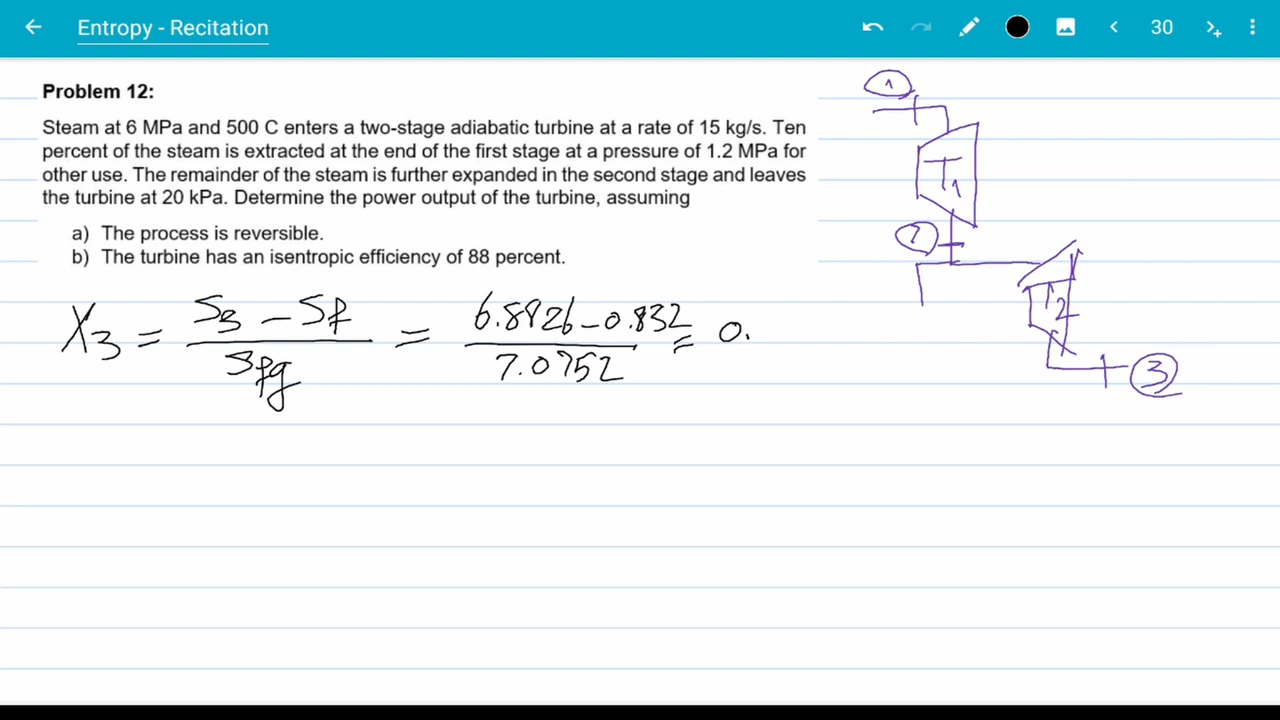 Entropy - Recitation
30
Problem 12:
Steam at 6 MPa and 500 C enters a two-stage adiabatic turbine at a rate of 15 kg/s. Ten
percent of the steam is extracted at the end of the first stage at a pressure of 1.2 MPa for
other use. The remainder of the steam is further expanded in the second stage and leaves
the turbine at 20 kPa. Determine the power output of the turbine, assuming
a) The process is reversible.
b) The turbine has an isentropic efficiency of 88 percent.
1
T1
2
T2
3
X3 = S3 - Sf / Sfg = 6.8826 - 0.832 / 7.0752 = 0.